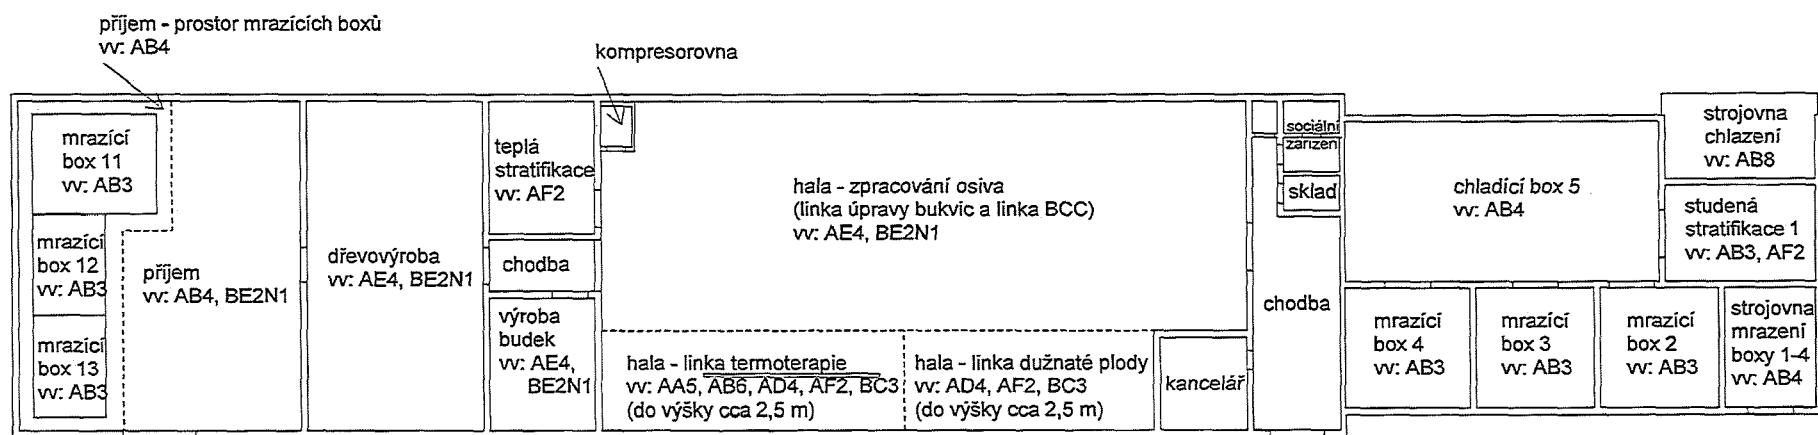 příjem - prostor mrazících boxů
vv: AB4
kompresorovna
mrazící
box 11
vv: AB3
mrazící
box 12
vv: AB3
mrazící
box 13
vv: AB3
příjem
vv: AB4, BE2N1
dřevovýroba
vv: AE4, BE2N1
teplá
stratifikace
vv: AF2
chodba
výroba
budek
vv: AE4,
BE2N1
hala - zpracování osiva
(linka úpravy bukvic a linka BCC)
vv: AE4, BE2N1
hala - linka termoterapie
vv: AA5, AB6, AD4, AF2, BC3
(do výšky cca 2,5 m)
hala - linka dužnaté plody
vv: AD4, AF2, BC3
(do výšky cca 2,5 m)
kancelář
sociální
zařízení
sklad
chodba
chladící box 5
vv: AB4
strojovna
chlazení
vv: AB8
studená
stratifikace 1
vv: AB3, AF2
mrazící
box 4
vv: AB3
mrazící
box 3
vv: AB3
mrazící
box 2
vv: AB3
strojovna
mrazení
boxy 1-4
vv: AB4